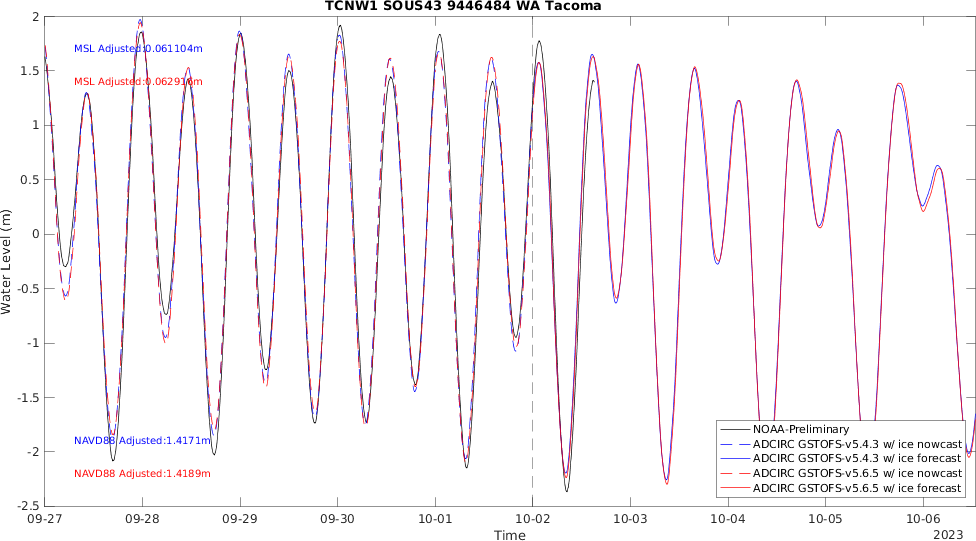 TCNW1 SOUS43 9446484 WA Tacoma
2
1.5
1
0.5
0
-0.5
-1
-1.5
-2
-2.5
Water Level (m)
MSL Adjusted:0.061104m
MSL Adjusted:0.062916m
NAVD88 Adjusted:1.4171m
NAVD88 Adjusted:1.4189m
NOAA-Preliminary
ADCIRC GSTOFS-v5.4.3 w/ ice nowcast
ADCIRC GSTOFS-v5.4.3 w/ ice forecast
ADCIRC GSTOFS-v5.6.5 w/ ice nowcast
ADCIRC GSTOFS-v5.6.5 w/ ice forecast
09-27 09-28 09-29 09-30 10-01 10-02 10-03 10-04 10-05 10-06
Time
2023